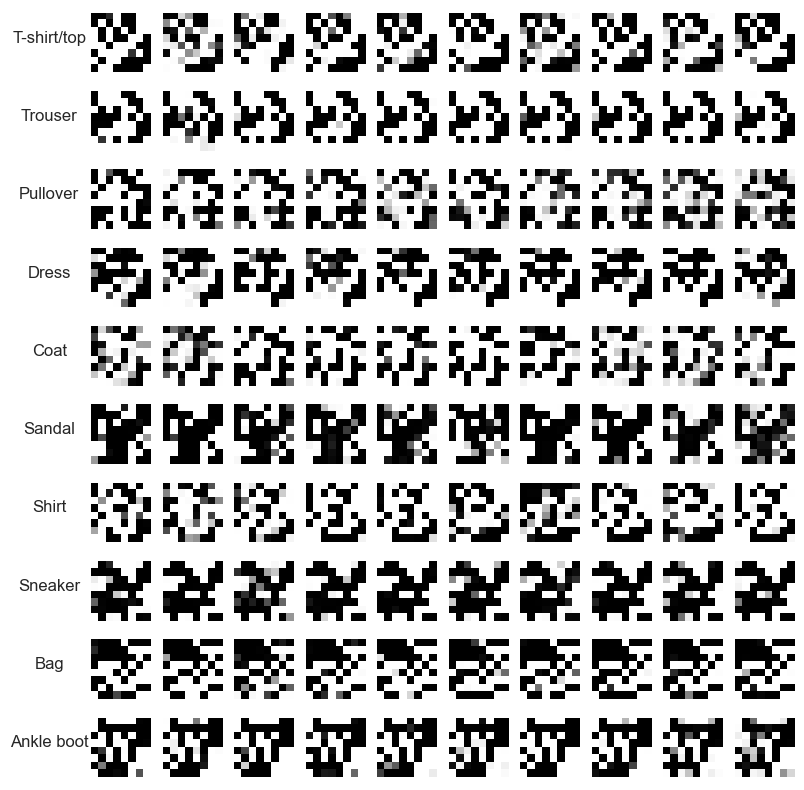 T-shirt/top
Trouser
Pullover
Dress
Coat
Sandal
Shirt
Sneaker
Bag
Ankle boot